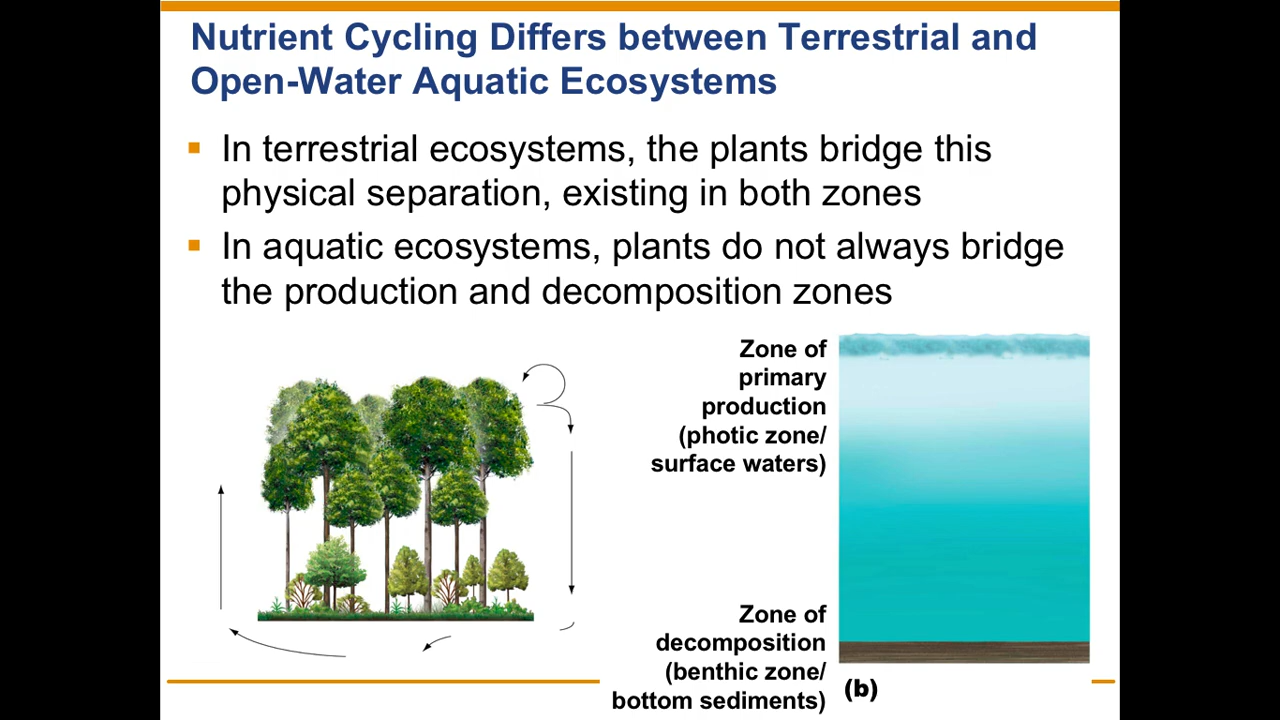 Nutrient Cycling Differs between Terrestrial and
Open-Water Aquatic Ecosystems
In terrestrial ecosystems, the plants bridge this
physical separation, existing in both zones
In aquatic ecosystems, plants do not always bridge
the production and decomposition zones
Zone of
primary
production
(photic zone/
surface waters)
Zone of
decomposition
(benthic zone/
bottom sediments)
(b)